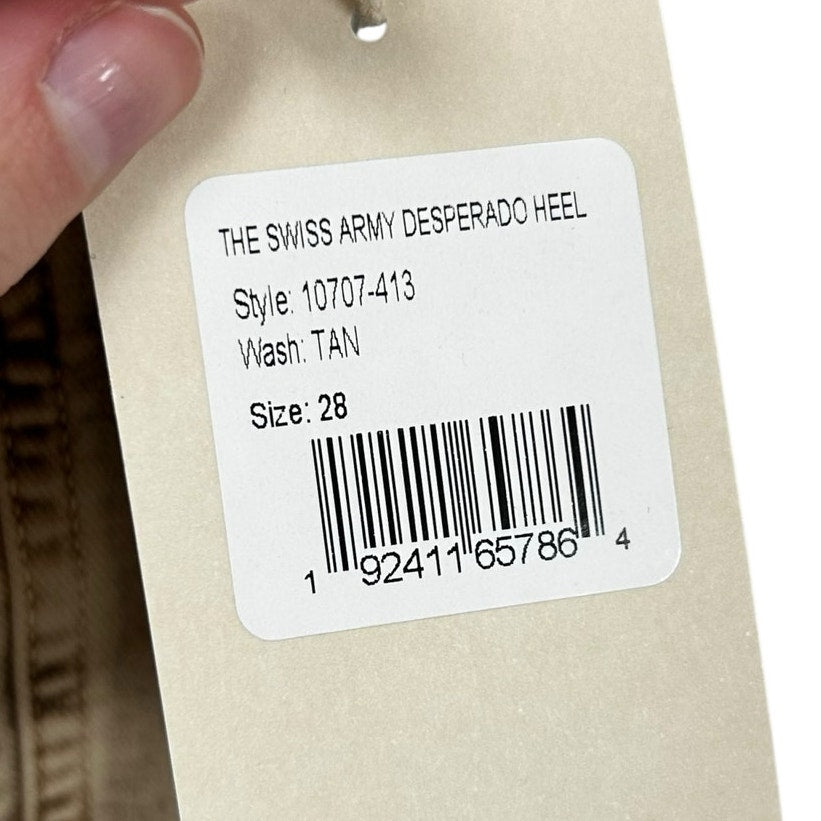 THE SWISS ARMY DESPERADO HEEL
Style: 10707-413
Wash: TAN
Size: 28
1 92411 65786 4